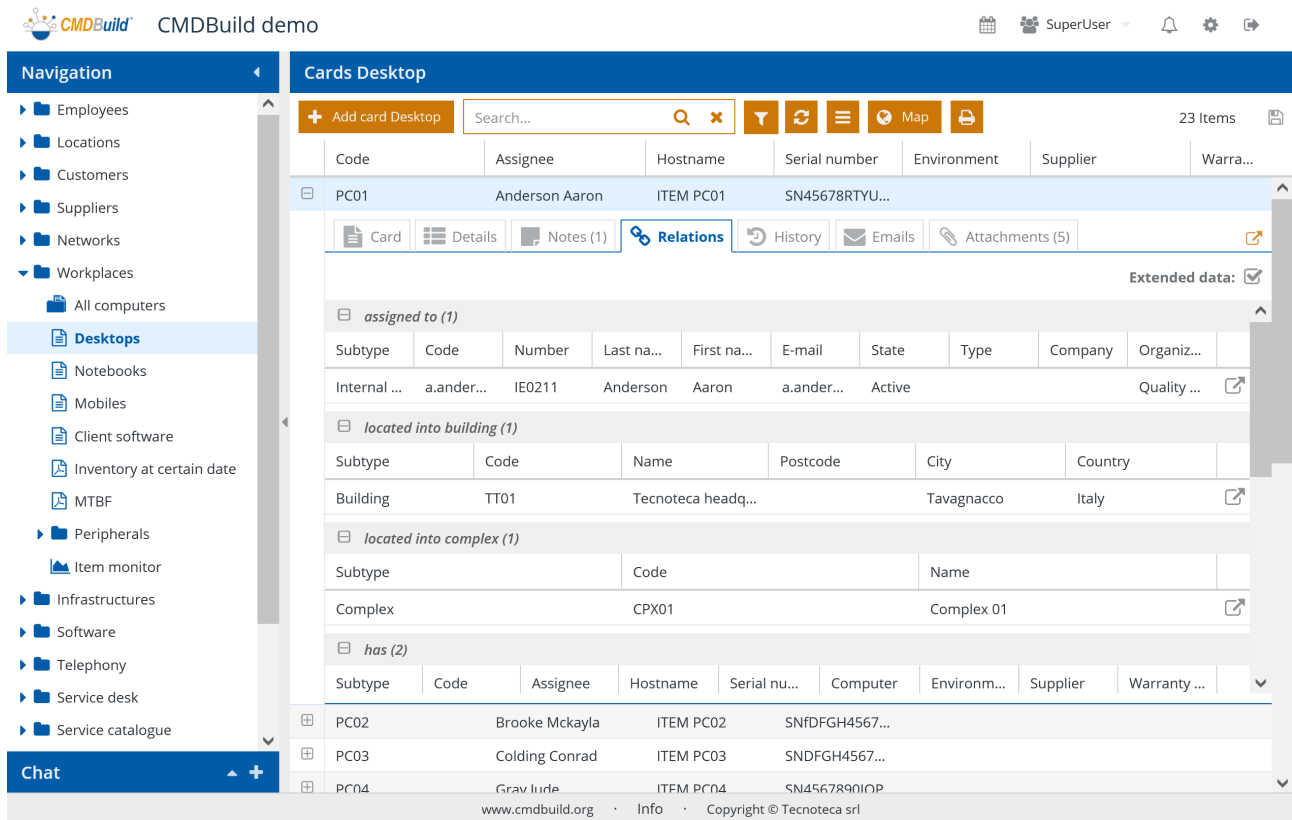 CMDBuild CMDBuild demo SuperUser
Navigation
Employees
Locations
Customers
Suppliers
Networks
Workplaces
All computers
Desktops
Notebooks
Mobiles
Client software
Inventory at certain date
MTBF
Peripherals
Item monitor
Infrastructures
Software
Telephony
Service desk
Service catalogue
Chat
Cards Desktop
Add card Desktop Search... Map 23 Items
Code Assignee Hostname Serial number Environment Supplier Warra...
PC01 Anderson Aaron ITEM PC01 SN45678RTYU...
Card Details Notes (1) Relations History Emails Attachments (5)
Extended data:
assigned to (1)
Subtype Code Number Last na... First na... E-mail State Type Company Organiz...
Internal ... a.ander... IE0211 Anderson Aaron a.ander... Active Quality ...
located into building (1)
Subtype Code Name Postcode City Country
Building TT01 Tecnoteca headq... Tavagnacco Italy
located into complex (1)
Subtype Code Name
Complex CPX01 Complex 01
has (2)
Subtype Code Assignee Hostname Serial nu... Computer Environm... Supplier Warranty ...
PC02 Brooke Mckayla ITEM PC02 SNfDFGH4567...
PC03 Colding Conrad ITEM PC03 SNDFGH4567...
PC04 Gray Jude ITEM PC04 SN4567890IOP
www.cmdbuild.org · Info · Copyright © Tecnoteca srl